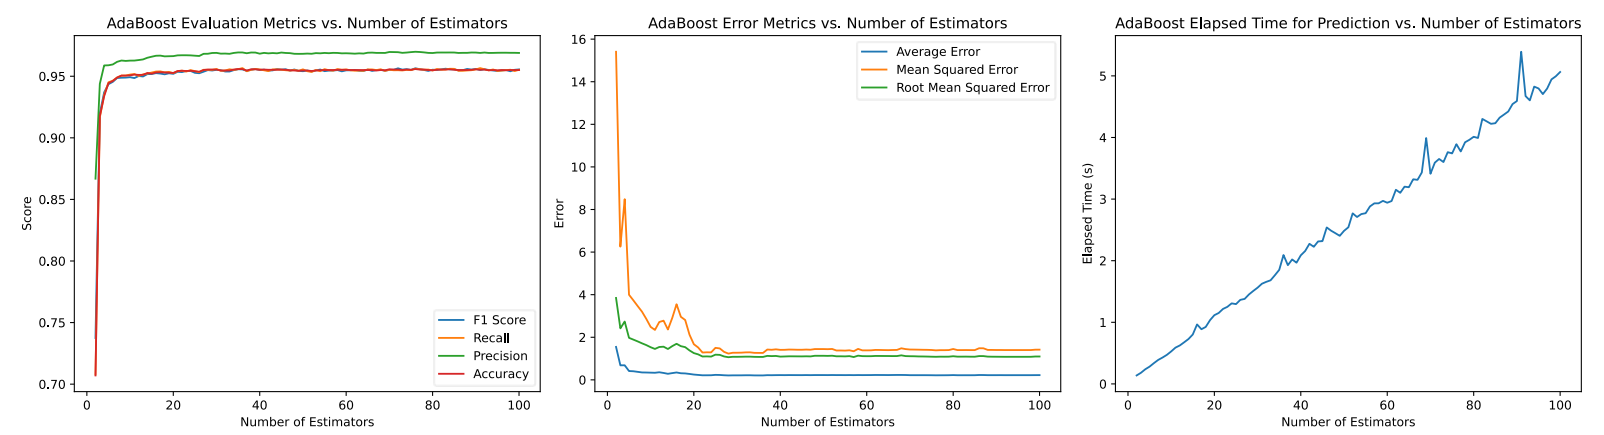 AdaBoost Evaluation Metrics vs. Number of Estimators
Score
0.95
0.90
0.85
0.80
0.75
0.70
F1 Score
Recall
Precision
Accuracy
0 20 40 60 80 100
Number of Estimators
AdaBoost Error Metrics vs. Number of Estimators
Error
16
14
12
10
8
6
4
2
0
Average Error
Mean Squared Error
Root Mean Squared Error
0 20 40 60 80 100
Number of Estimators
AdaBoost Elapsed Time for Prediction vs. Number of Estimators
Elapsed Time (s)
5
4
3
2
1
0
0 20 40 60 80 100
Number of Estimators